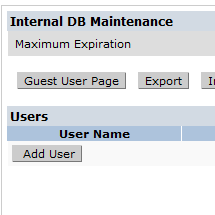 Internal DB Maintenance
Maximum Expiration
Guest User Page Export
Users
User Name
Add User